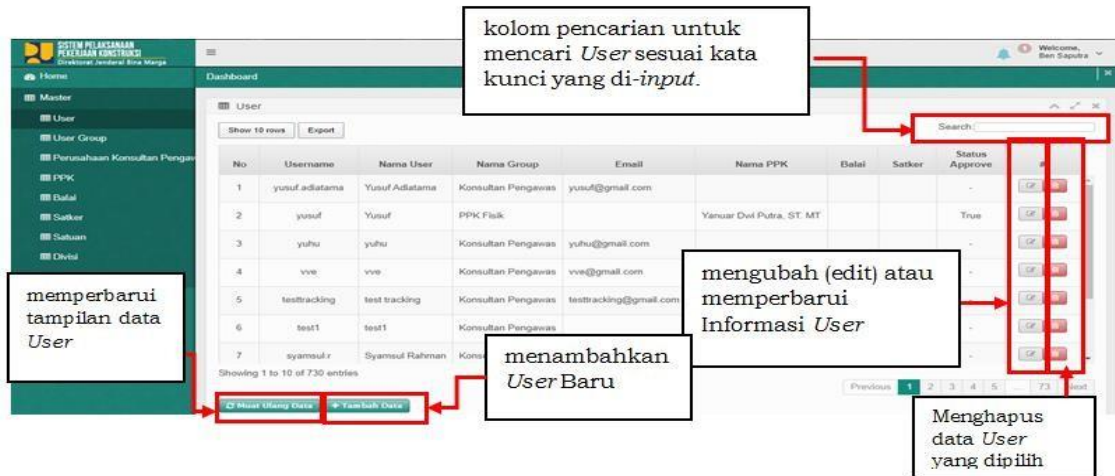 kolom pencarian untuk
mencari User sesuai kata
kunci yang di-input.
SISTEM PELAKSANAAN
PEKERJAAN KONSTRUKSI
Direktorat Jenderal Bina Marga
Welcome,
Ben Saputra
Home
Dashboard
Master
User
User Group
Perusahaan Konsultan Pengaw
PPK
Balai
Satker
Satuan
Divisi
User
Show 10 rows Export
Search:
No Username Nama User Nama Group Email Nama PPK Balai Satker Status Approve #
1 yusuf.adiatama Yusuf Adiatama Konsultan Pengawas yusuf@gmail.com -
2 yusuf Yusuf PPK Fisik Yanuar Dwi Putra, ST. MT True
3 yuhu yuhu Konsultan Pengawas yuhu@gmail.com -
4 vve vve Konsultan Pengawas vve@gmail.com -
5 testtracking test tracking Konsultan Pengawas testtracking@gmail.com
6 test1 test1 Konsultan Pengawas -
7 syamsul.r Syamsul Rahman -
Showing 1 to 10 of 730 entries
Muat Ulang Data + Tambah Data
Previous 1 2 3 4 5 ... 73 Next
memperbarui
tampilan data
User
mengubah (edit) atau
memperbarui
Informasi User
menambahkan
User Baru
Menghapus
data User
yang dipilih